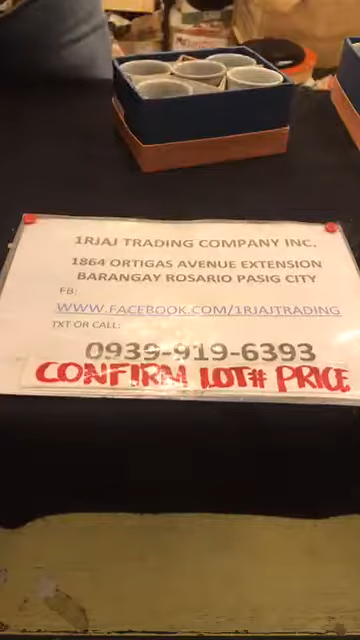 1RJAJ TRADING COMPANY INC.
1864 ORTIGAS AVENUE EXTENSION
BARANGAY ROSARIO PASIG CITY
FB:
WWW.FACEBOOK.COM/1RJAJTRADING
TXT OR CALL:
0939-919-6393
CONFIRM LOT# PRICE